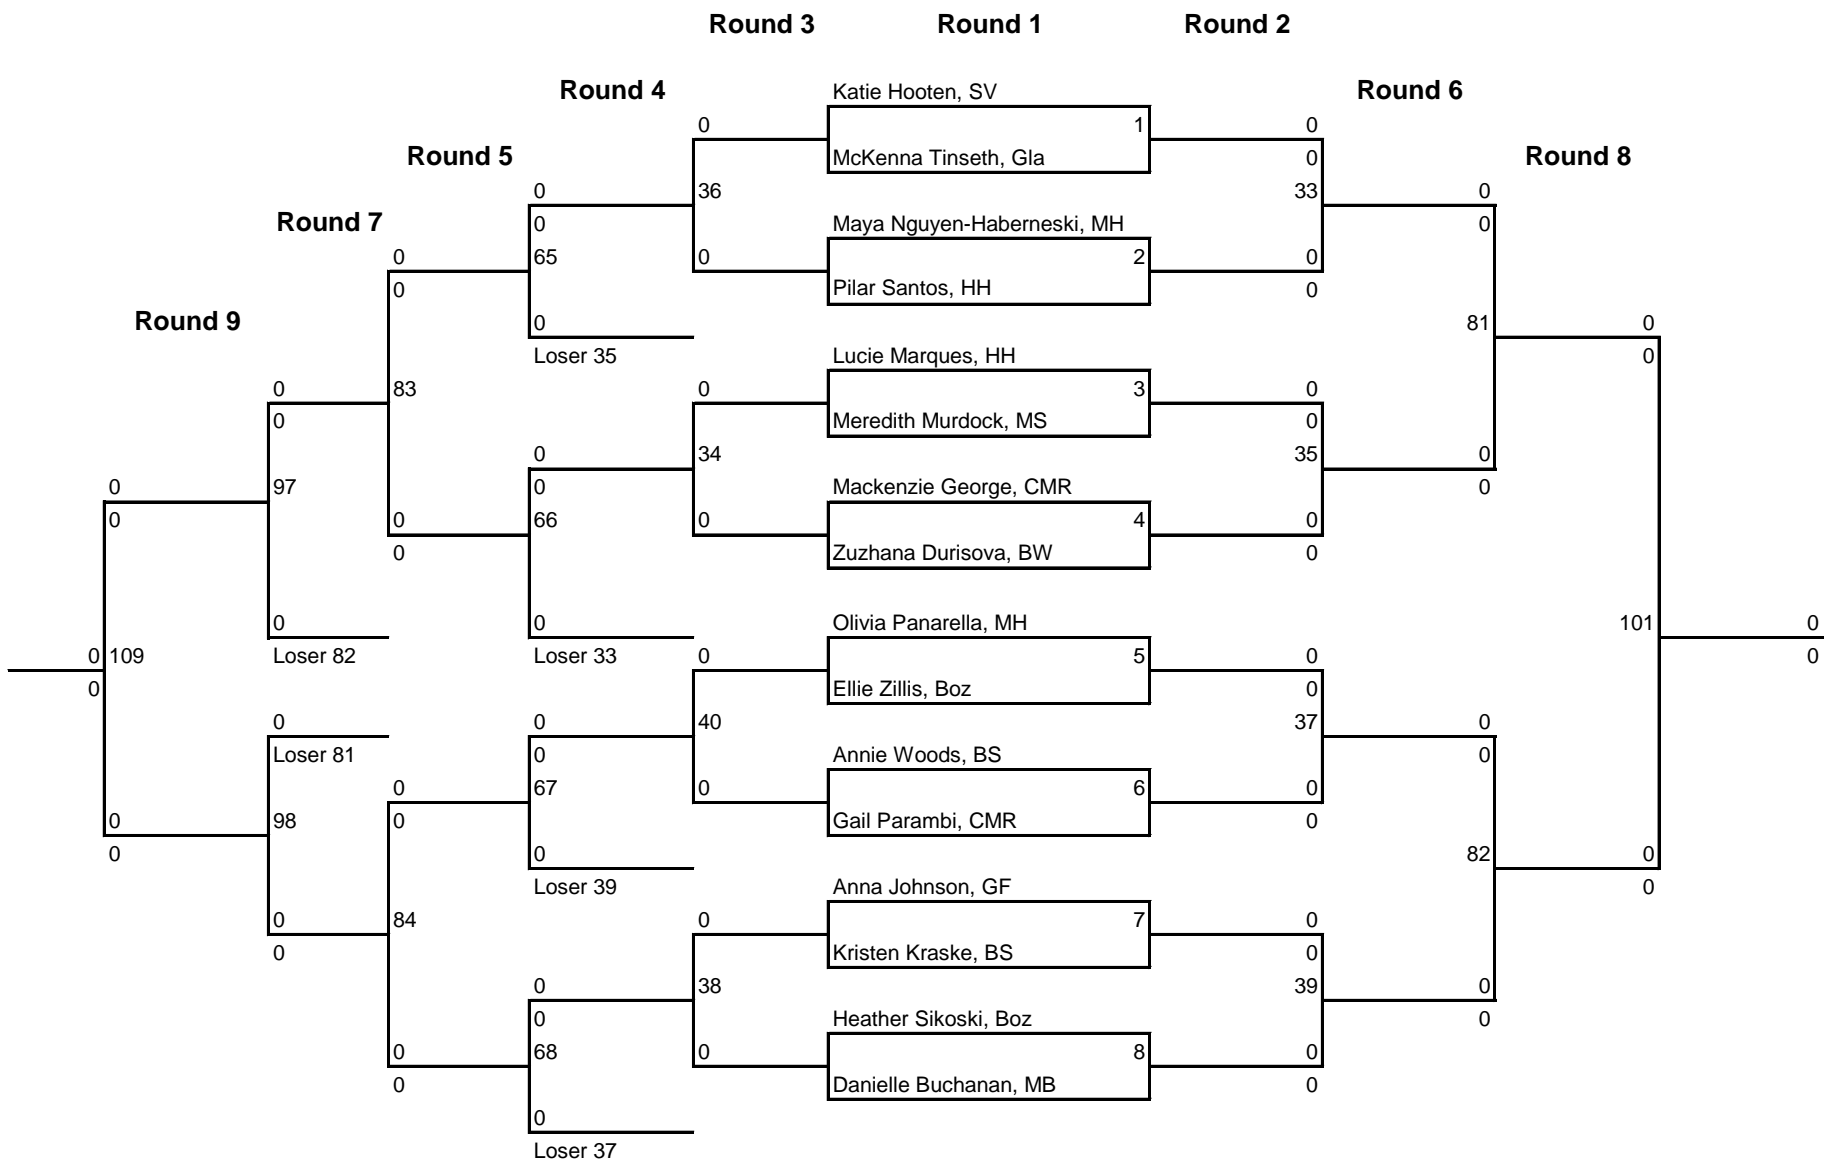 Round 3 Round 1 Round 2
Round 4 Katie Hooten, SV Round 6
0 1 0
Round 5 McKenna Tinseth, Gla 0 Round 8
0 36 33 0
Round 7 0 Maya Nguyen-Haberneski, MH 0
0 65 0 2 0
0 Pilar Santos, HH 0
Round 9 0 81 0
Loser 35 Lucie Marques, HH 0
0 83 0 3 0
0 Meredith Murdock, MS 0
0 34 35 0
0 97 0 Mackenzie George, CMR 0
0 0 66 0 4 0
0 Zuzhana Durisova, BW 0
0 0 Olivia Panarella, MH 101 0
0 109 Loser 82 Loser 33 0 5 0 0
0 Ellie Zillis, Boz 0
0 0 40 37 0
Loser 81 0 Annie Woods, BS 0
0 67 0 6 0
0 98 0 Gail Parambi, CMR 0
0 0 82 0
Loser 39 Anna Johnson, GF 0
0 84 0 7 0
0 Kristen Kraske, BS 0
0 38 39 0
0 Heather Sikoski, Boz 0
0 68 0 8 0
0 Danielle Buchanan, MB 0
0
Loser 37